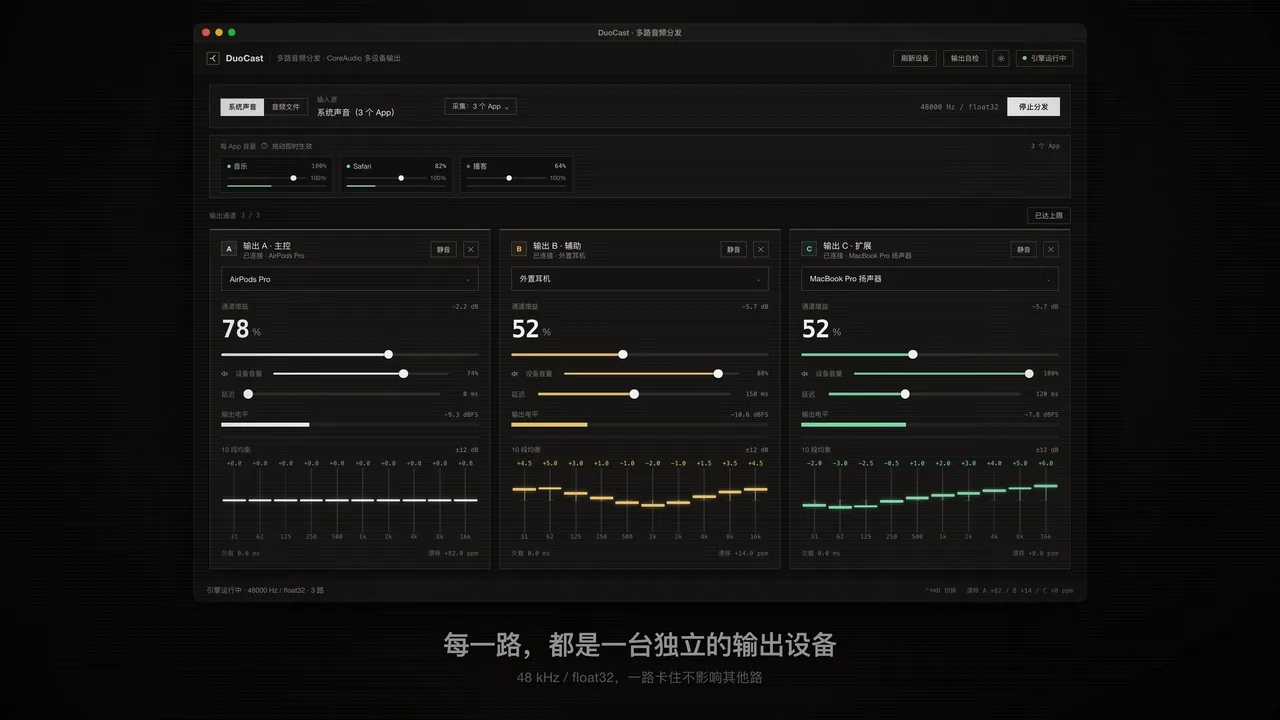 DuoCast · 多路音频分发
DuoCast 多路音频分发 · CoreAudio 多设备输出 刷新设备 输出自检 引擎运行中
系统声音 音频文件 输入源 系统声音（3 个 App） 采集：3 个 App 48000 Hz / float32 停止分发
每 App 音量 拖动即时生效 3 个 App
音乐 100% Safari 82% 播客 64%
100% 100% 100%
输出通道 3 / 3 已达上限
A 输出 A · 主控 静音
已连接 · AirPods Pro
AirPods Pro
通道增益 −2.2 dB
78 %
设备音量 74%
延迟 0 ms
输出电平 −9.3 dBFS
10 段均衡 ±12 dB
+0.0 +0.0 +0.0 +0.0 +0.0 +0.0 +0.0 +0.0 +0.0 +0.0
31 62 125 250 500 1k 2k 4k 8k 16k
欠载 0.0 ms 漂移 +82.0 ppm
B 输出 B · 辅助 静音
已连接 · 外置耳机
外置耳机
通道增益 −5.7 dB
52 %
设备音量 88%
延迟 150 ms
输出电平 −10.6 dBFS
10 段均衡 ±12 dB
+4.5 +5.0 +3.0 +1.0 −1.0 −2.0 −1.0 +1.5 +3.5 +4.5
31 62 125 250 500 1k 2k 4k 8k 16k
欠载 0.0 ms 漂移 +14.0 ppm
C 输出 C · 扩展 静音
已连接 · MacBook Pro 扬声器
MacBook Pro 扬声器
通道增益 −5.7 dB
52 %
设备音量 100%
延迟 120 ms
输出电平 −7.8 dBFS
10 段均衡 ±12 dB
−2.0 −3.0 −2.5 −0.5 +1.0 +2.0 +3.0 +4.0 +5.0 +6.0
31 62 125 250 500 1k 2k 4k 8k 16k
欠载 0.0 ms 漂移 +0.0 ppm
引擎运行中 · 48000 Hz / float32 · 3 路 切换 漂移 A +82 / B +14 / C +0 ppm
每一路，都是一台独立的输出设备
48 kHz / float32，一路卡住不影响其他路